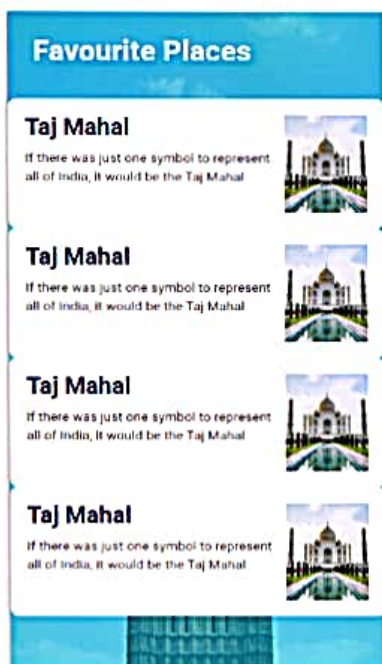 Favourite Places
Taj Mahal
If there was just one symbol to represent
all of India, it would be the Taj Mahal
Taj Mahal
If there was just one symbol to represent
all of India, it would be the Taj Mahal
Taj Mahal
If there was just one symbol to represent
all of India, it would be the Taj Mahal
Taj Mahal
If there was just one symbol to represent
all of India, it would be the Taj Mahal